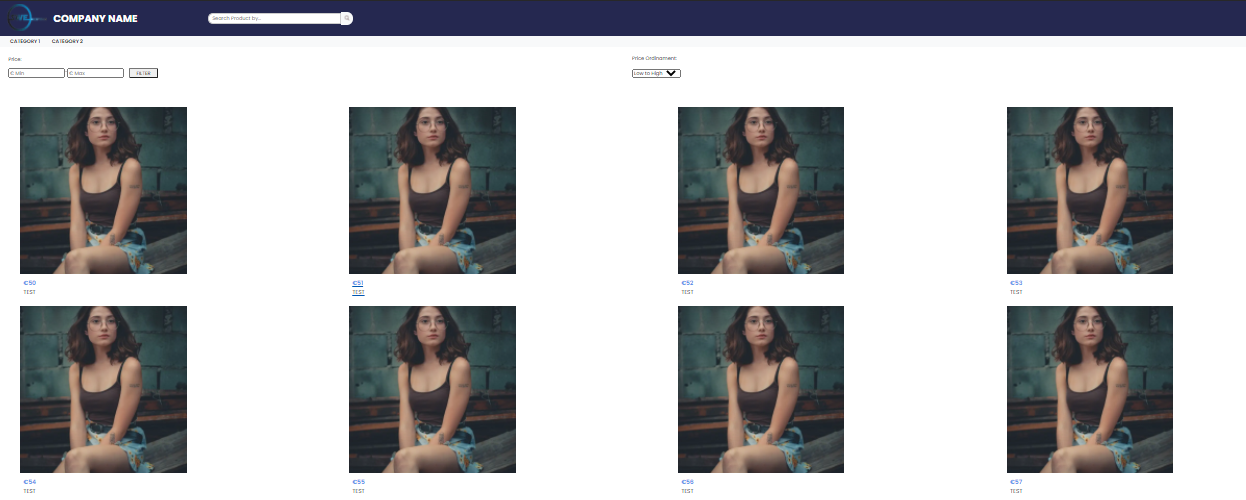 COMPANY NAME
Search Product by...
CATEGORY 1 CATEGORY 2
Price:
Price Ordinament:
€ Min € Max FILTER
Low to High
€50 €51 €52 €53
TEST TEST TEST TEST
€54 €55 €56 €57
TEST TEST TEST TEST